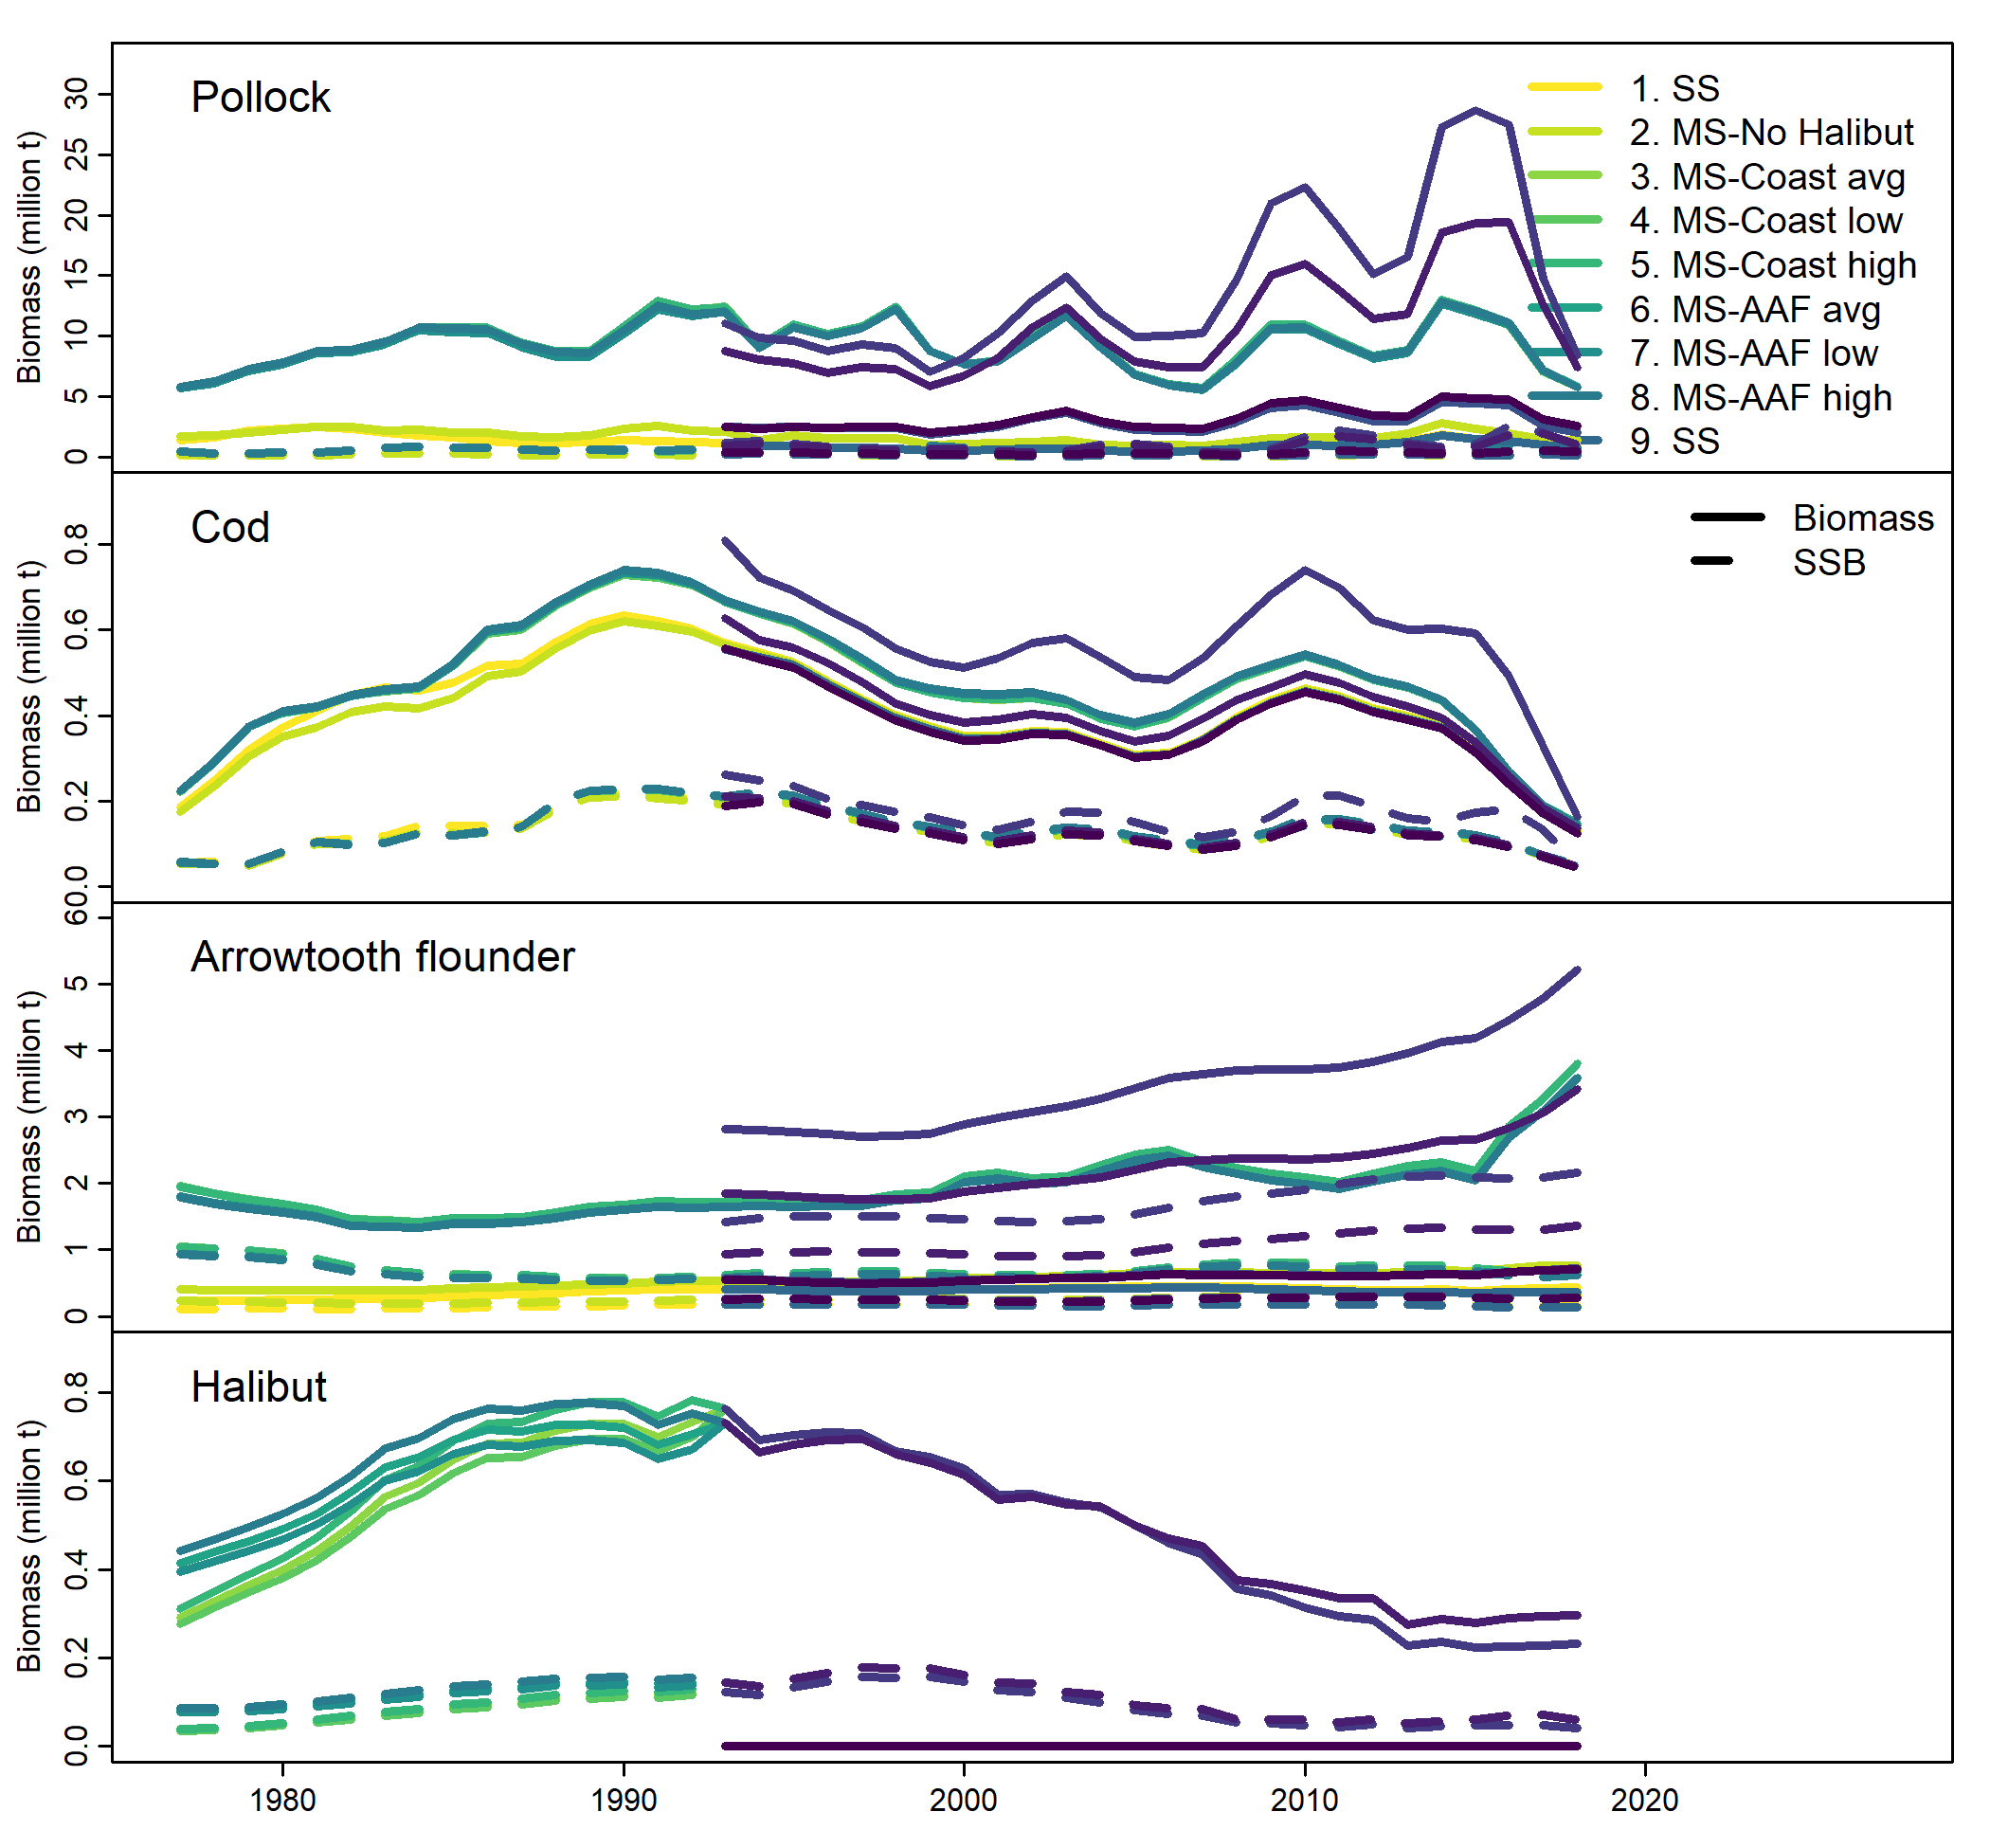 Pollock
Biomass (million t)
30
25
20
15
10
5
0
1. SS
2. MS-No Halibut
3. MS-Coast avg
4. MS-Coast low
5. MS-Coast high
6. MS-AAF avg
7. MS-AAF low
8. MS-AAF high
9. SS
Cod
Biomass (million t)
0.8
0.6
0.4
0.2
0.0
Biomass
SSB
Arrowtooth flounder
Biomass (million t)
6
5
4
3
2
1
0
Halibut
Biomass (million t)
0.8
0.6
0.4
0.2
0.0
1980 1990 2000 2010 2020